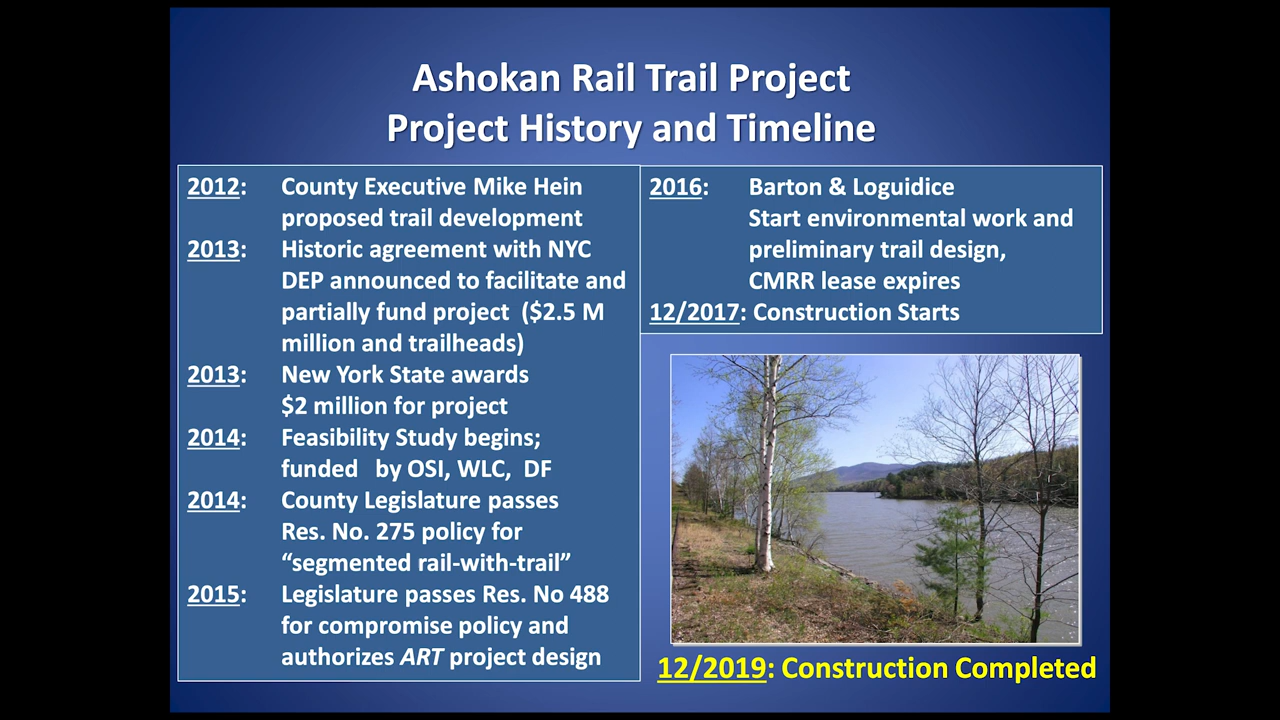 Ashokan Rail Trail Project
Project History and Timeline
2012: County Executive Mike Hein
proposed trail development
2013: Historic agreement with NYC
DEP announced to facilitate and
partially fund project ($2.5 M
million and trailheads)
2013: New York State awards
$2 million for project
2014: Feasibility Study begins;
funded by OSI, WLC, DF
2014: County Legislature passes
Res. No. 275 policy for
“segmented rail-with-trail”
2015: Legislature passes Res. No 488
for compromise policy and
authorizes ART project design
2016: Barton & Loguidice
Start environmental work and
preliminary trail design,
CMRR lease expires
12/2017: Construction Starts
12/2019: Construction Completed